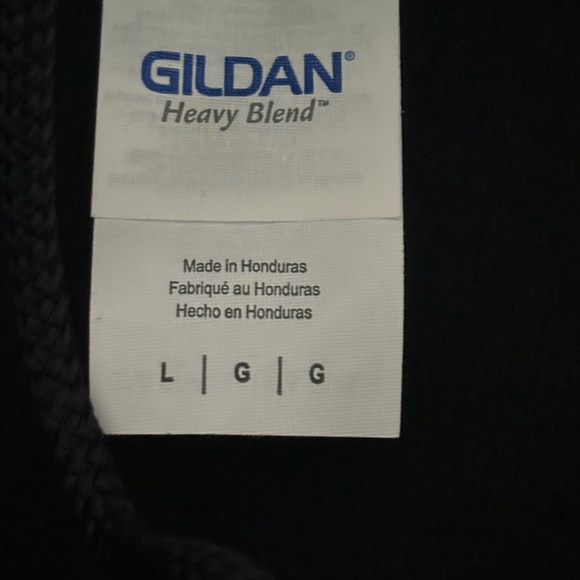 GILDAN®
Heavy Blend™
Made in Honduras
Fabriqué au Honduras
Hecho en Honduras
L | G | G